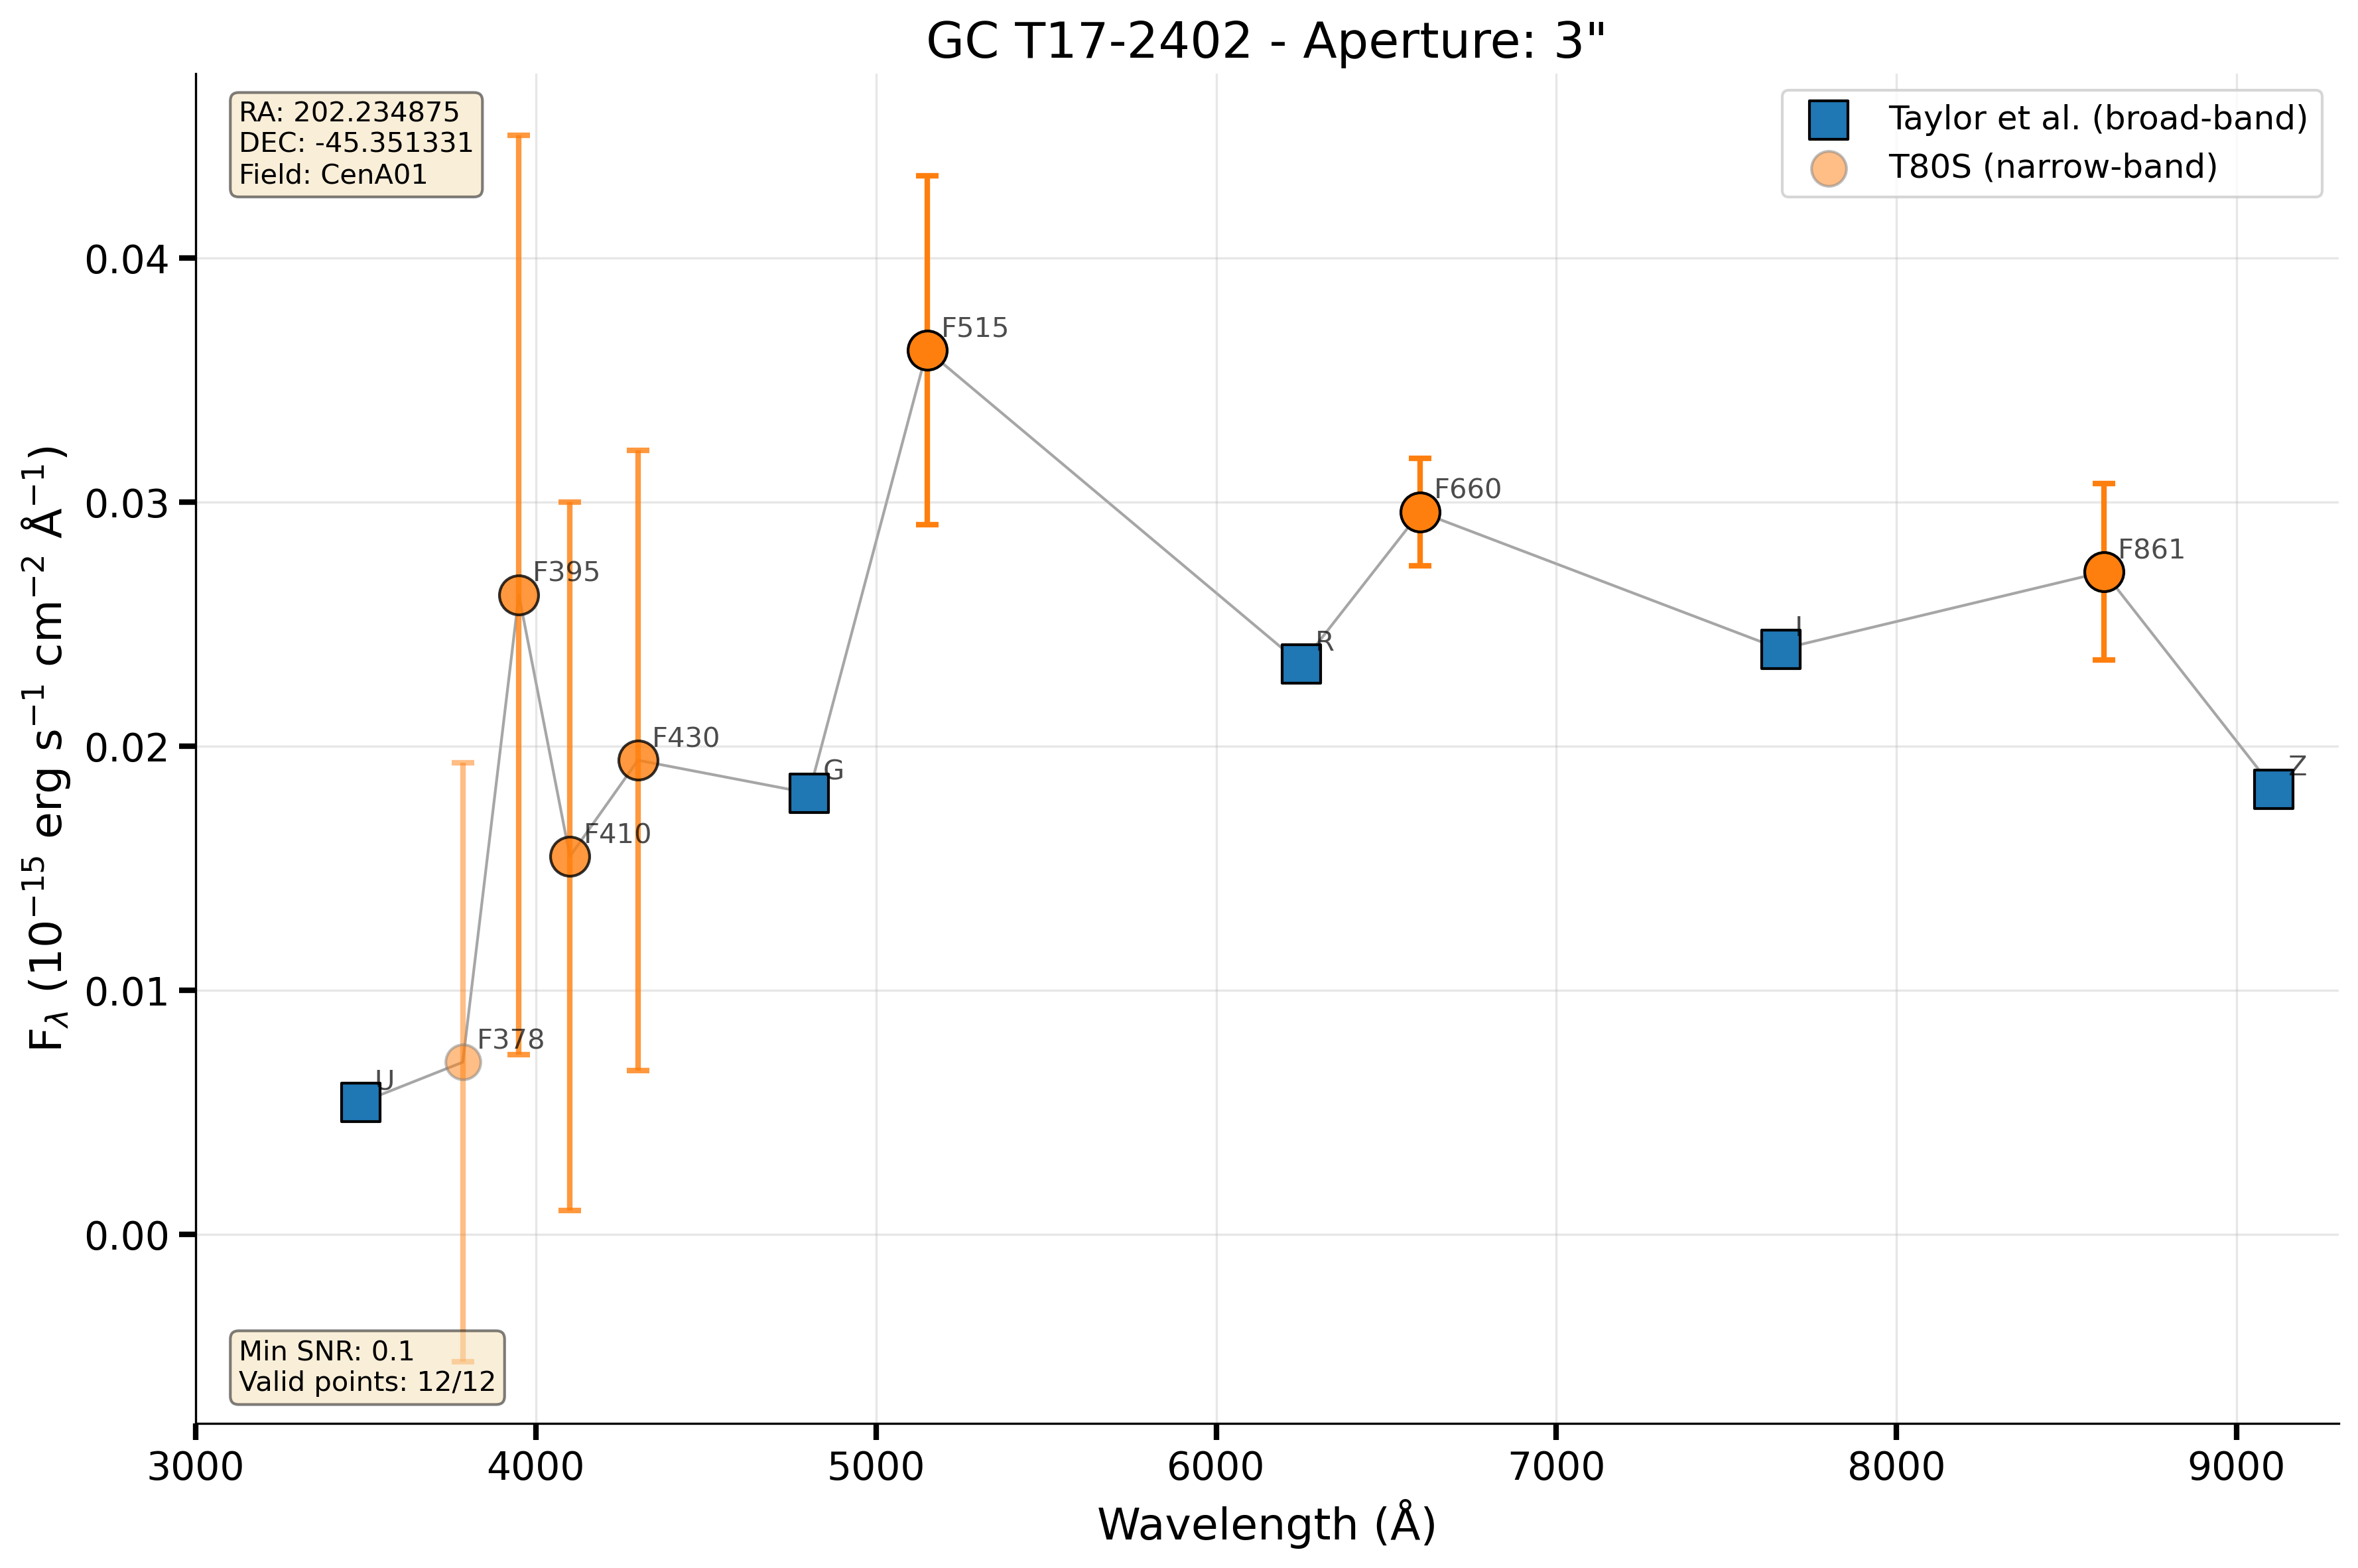 GC T17-2402 - Aperture: 3"
RA: 202.234875
DEC: -45.351331
Field: CenA01
Taylor et al. (broad-band)
T80S (narrow-band)
F515
F660
F861
F395
R
I
F430
G
Z
F410
F378
U
Min SNR: 0.1
Valid points: 12/12
0.04
0.03
0.02
0.01
0.00
3000 4000 5000 6000 7000 8000 9000
Wavelength (Å)
F_λ (10⁻¹⁵ erg s⁻¹ cm⁻² Å⁻¹)